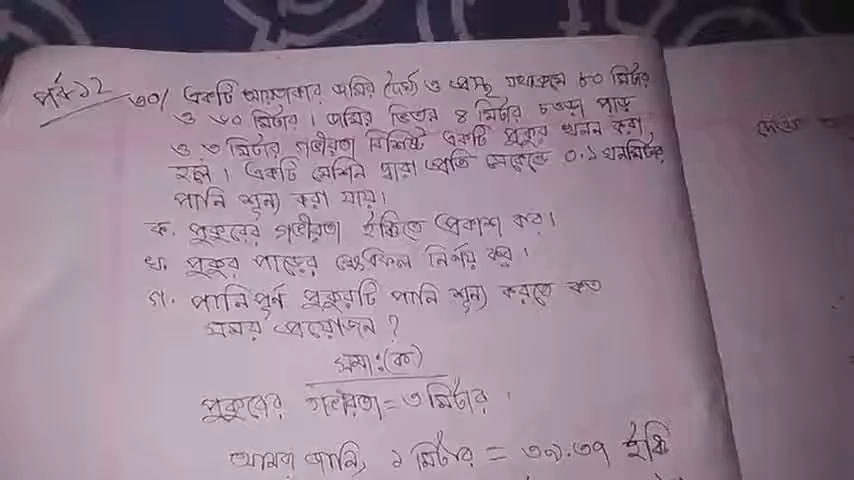 পর্ব ১২
৩০/ একটি আয়তাকার জমির দৈর্ঘ্য ও প্রস্থ যথাক্রমে ৮০ মিটার
ও ৬০ মিটার। জমির ভিতর ৪ মিটার চওড়া পাড়
ও ৩ মিটার গভীরতা বিশিষ্ট একটি পুকুর খনন করা
হল। একটি মেশিন দ্বারা প্রতি সেকেন্ডে ০.১ ঘনমিটার
পানি শূন্য করা যায়।
ক. পুকুরের গভীরতা ইঞ্চিতে প্রকাশ কর।
খ. পুকুর পাড়ের ক্ষেত্রফল নির্ণয় কর।
গ. পানিপূর্ণ পুকুরটি পানি শূন্য করতে কত
সময় প্রয়োজন?
সমা:(ক)
পুকুরের গভীরতা = ৩ মিটার।
আমরা জানি, ১ মিটার = ৩৯.৩৭ ইঞ্চি